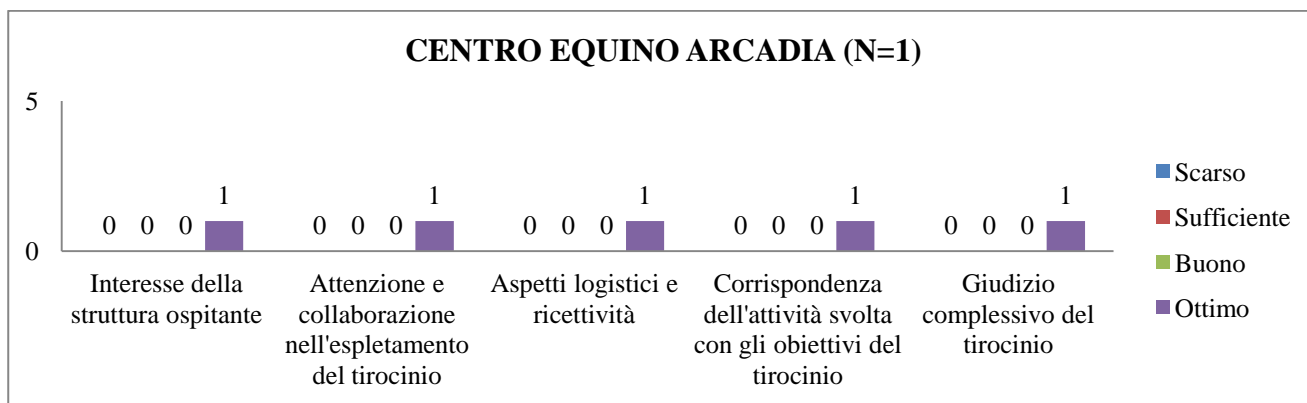 CENTRO EQUINO ARCADIA (N=1)
5
0
0 0 0 1
0 0 0 1
0 0 0 1
0 0 0 1
0 0 0 1
Interesse della
struttura ospitante
Attenzione e
collaborazione
nell'espletamento
del tirocinio
Aspetti logistici e
ricettività
Corrispondenza
dell'attività svolta
con gli obiettivi del
tirocinio
Giudizio
complessivo del
tirocinio
Scarso
Sufficiente
Buono
Ottimo